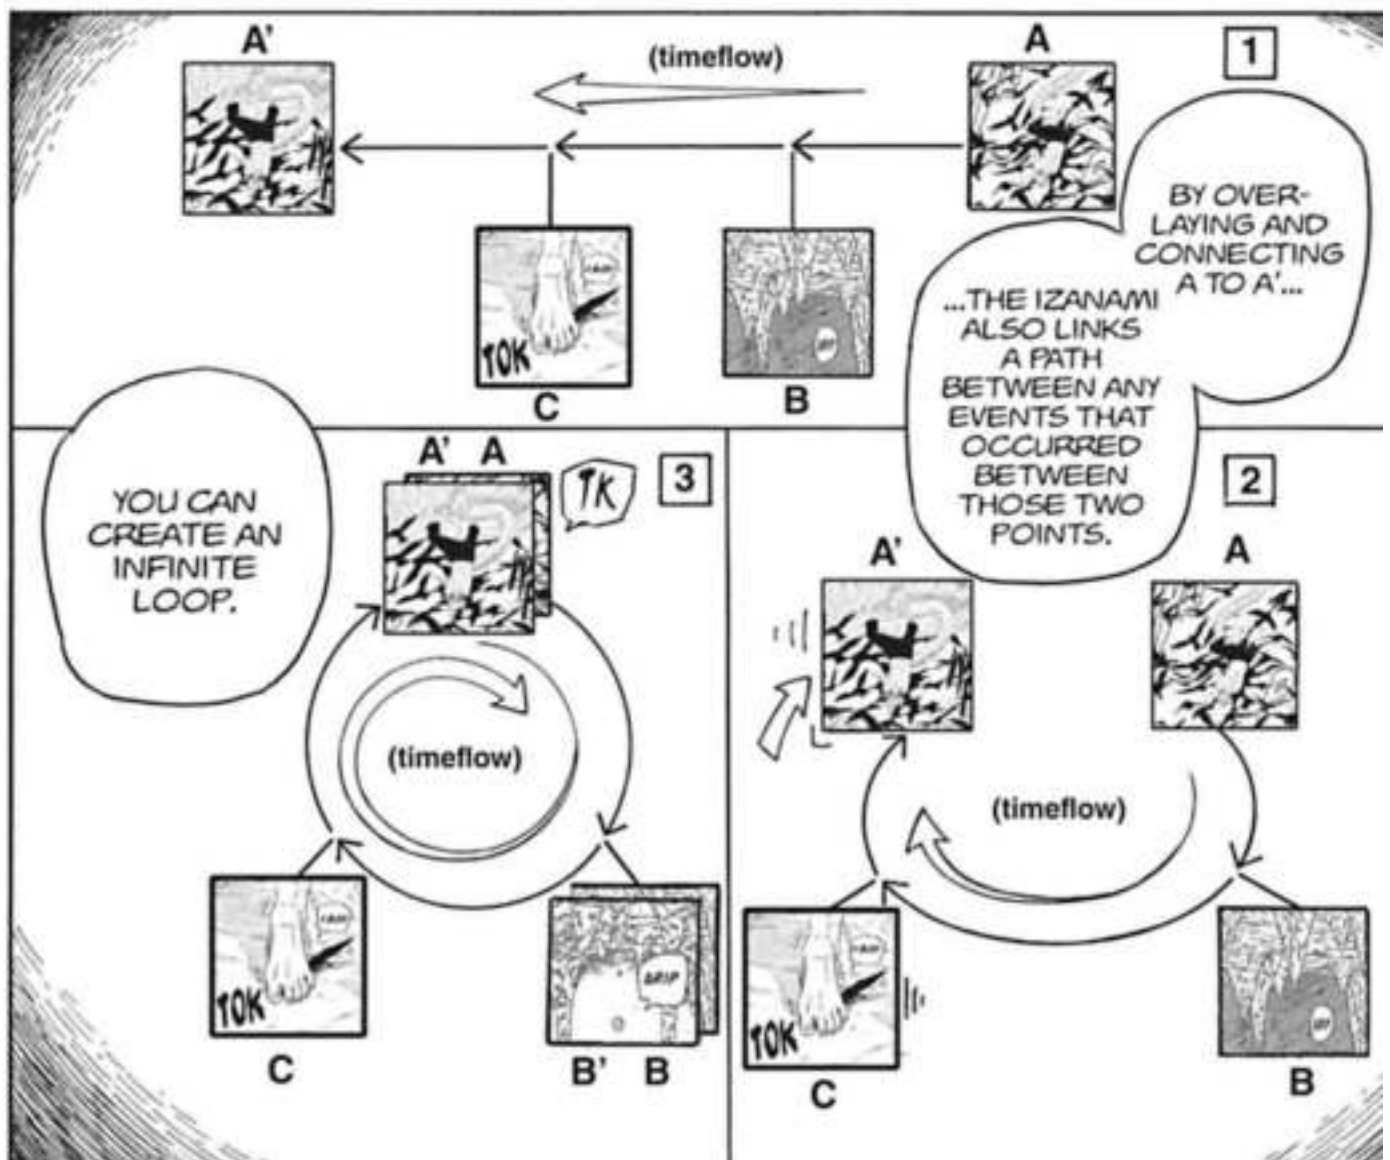 1
A'
(timeflow)
A
BY OVER-
LAYING AND
CONNECTING
A TO A'...
...THE IZANAMI
ALSO LINKS
A PATH
BETWEEN ANY
EVENTS THAT
OCCURRED
BETWEEN
THOSE TWO
POINTS.
TOK
C
B
2
A'
A
(timeflow)
TOK
C
B
YOU CAN
CREATE AN
INFINITE
LOOP.
3
A' A
TK
(timeflow)
TOK
C
DRIP
B' B